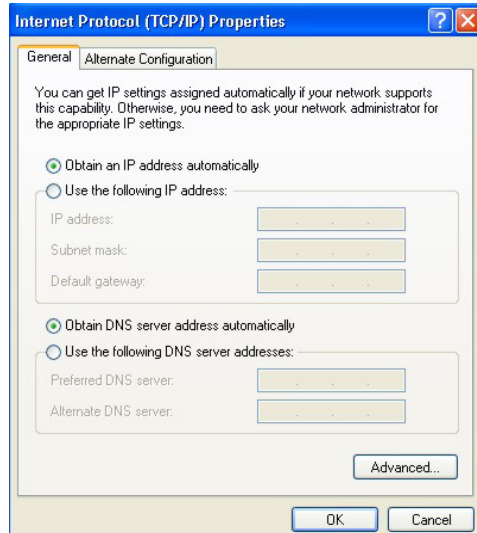 Internet Protocol (TCP/IP) Properties
General
Alternate Configuration
You can get IP settings assigned automatically if your network supports
this capability. Otherwise, you need to ask your network administrator for
the appropriate IP settings.
Obtain an IP address automatically
Use the following IP address:
IP address:
Subnet mask:
Default gateway:
Obtain DNS server address automatically
Use the following DNS server addresses:
Preferred DNS server:
Alternate DNS server:
Advanced...
OK
Cancel